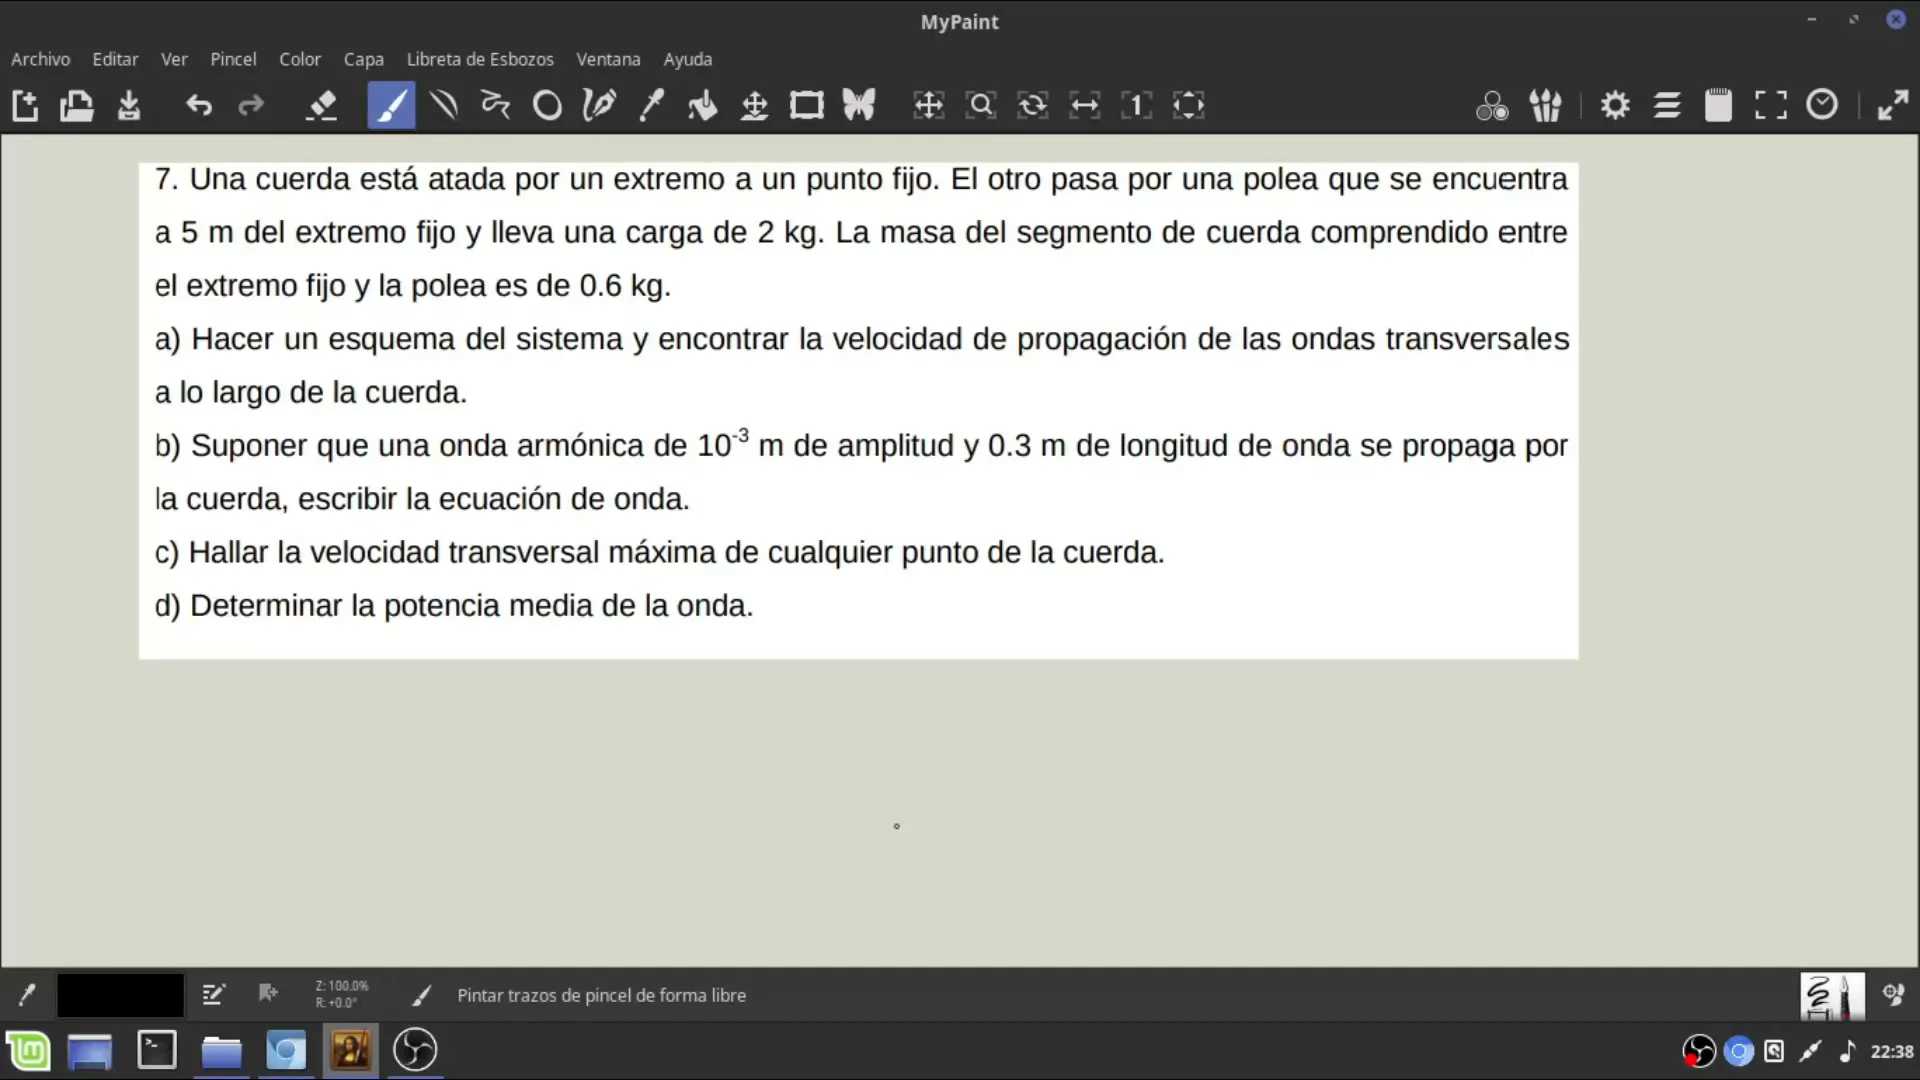 MyPaint
Archivo Editar Ver Pincel Color Capa Libreta de Esbozos Ventana Ayuda
7. Una cuerda está atada por un extremo a un punto fijo. El otro pasa por una polea que se encuentra
a 5 m del extremo fijo y lleva una carga de 2 kg. La masa del segmento de cuerda comprendido entre
el extremo fijo y la polea es de 0.6 kg.
a) Hacer un esquema del sistema y encontrar la velocidad de propagación de las ondas transversales
a lo largo de la cuerda.
b) Suponer que una onda armónica de 10⁻³ m de amplitud y 0.3 m de longitud de onda se propaga por
la cuerda, escribir la ecuación de onda.
c) Hallar la velocidad transversal máxima de cualquier punto de la cuerda.
d) Determinar la potencia media de la onda.
Z: 100.0%
R: +0.0°
Pintar trazos de pincel de forma libre
22:38